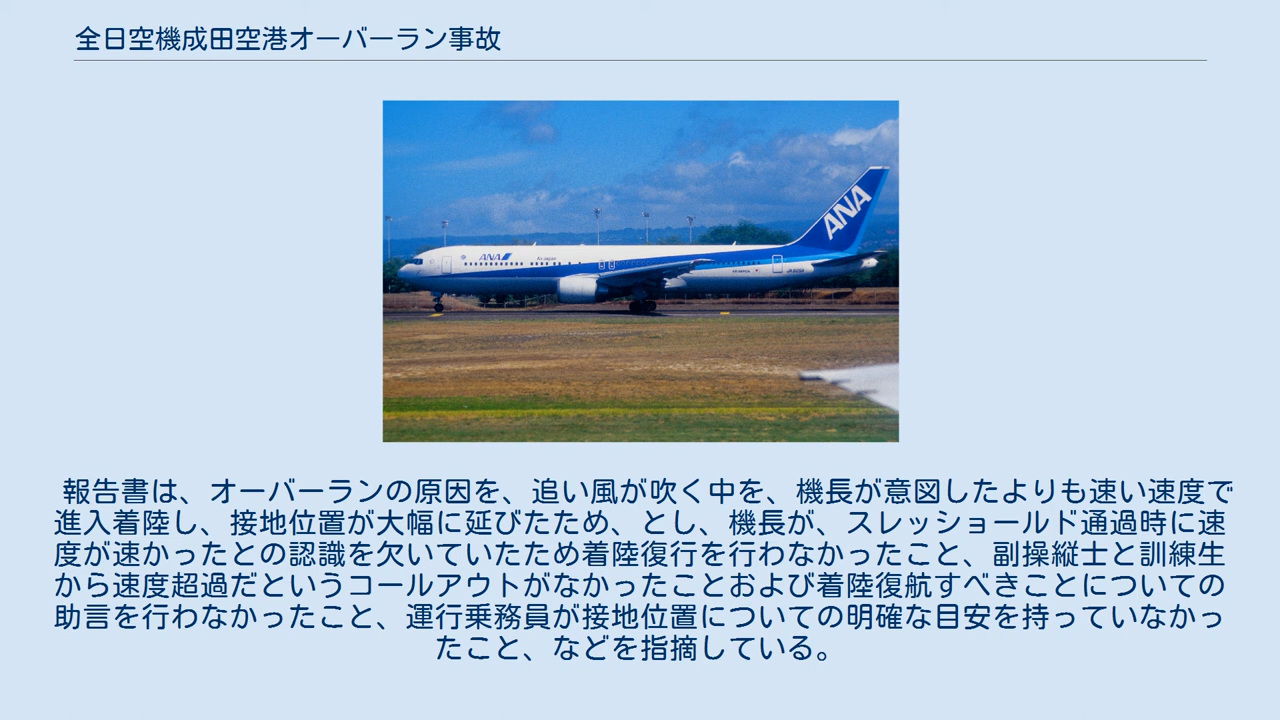 全日空機成田空港オーバーラン事故
ANA
ANA
報告書は、オーバーランの原因を、追い風が吹く中を、機長が意図したよりも速い速度で
進入着陸し、接地位置が大幅に延びたため、とし、機長が、スレッショールド通過時に速
度が速かったとの認識を欠いていたため着陸復行を行わなかったこと、副操縦士と訓練生
から速度超過だというコールアウトがなかったことおよび着陸復航すべきことについての
助言を行わなかったこと、運行乗務員が接地位置についての明確な目安を持っていなかっ
たこと、などを指摘している。